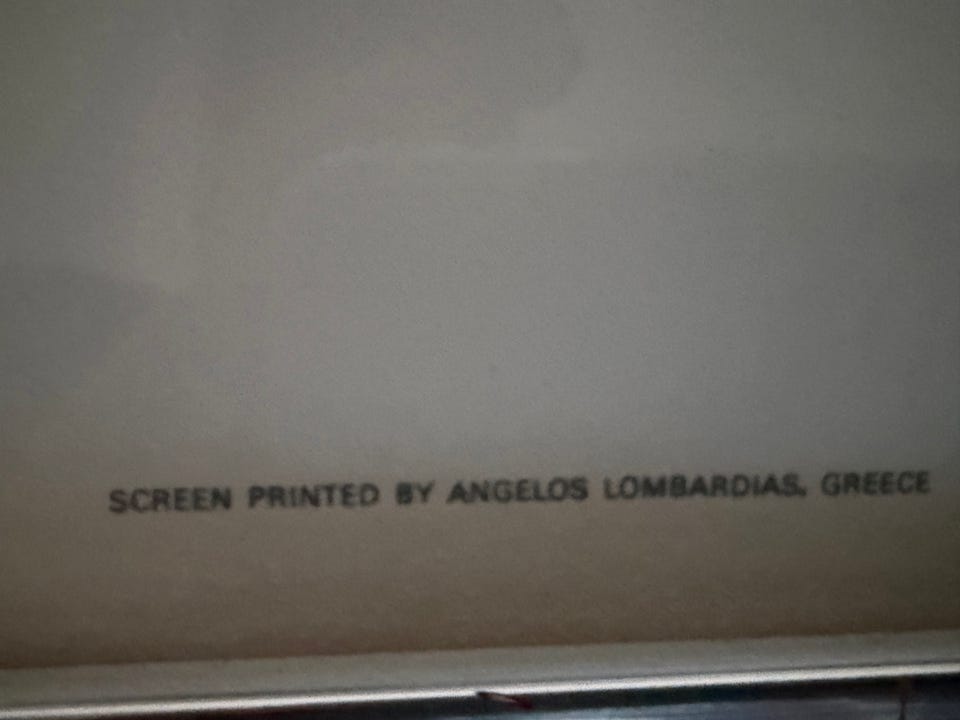 SCREEN PRINTED BY ANGELOS LOMBARDIAS, GREECE